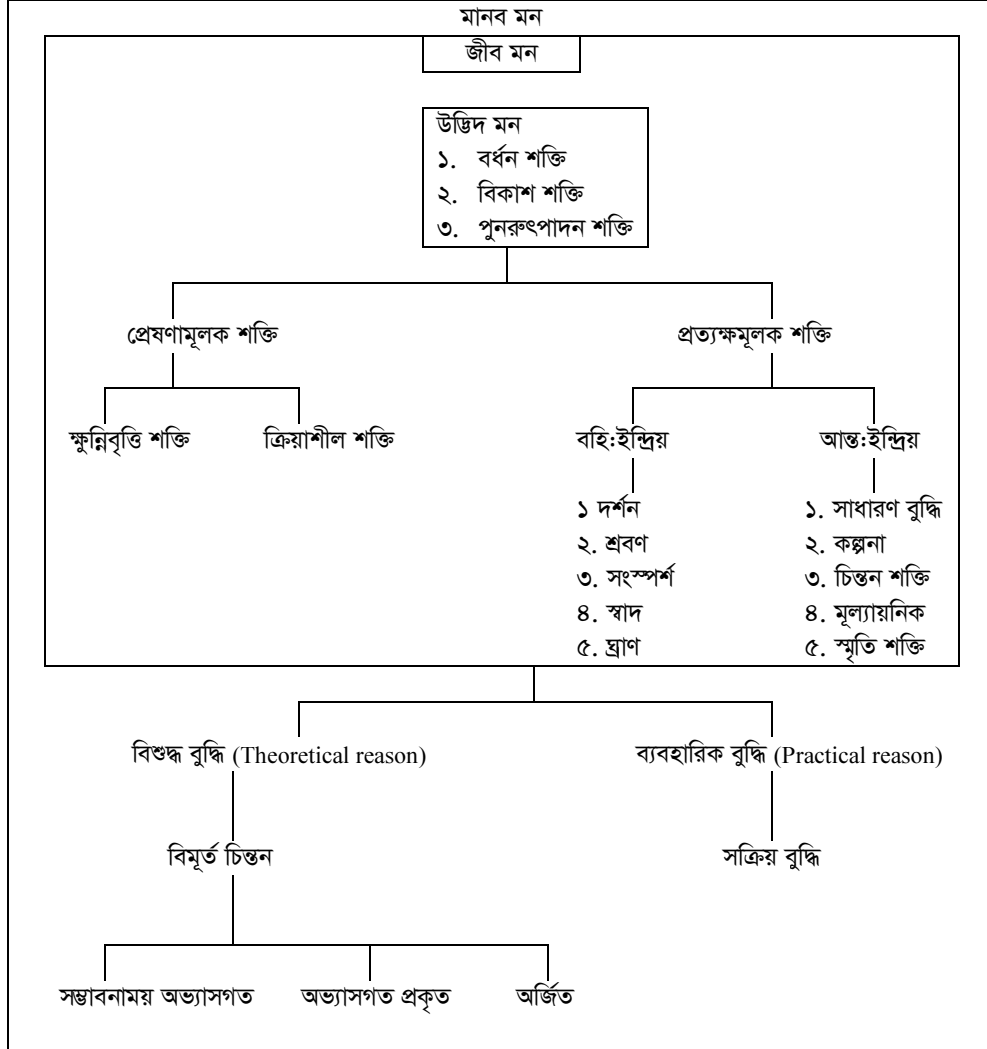 মানব মন
জীব মন
উদ্ভিদ মন
১. বর্ধন শক্তি
২. বিকাশ শক্তি
৩. পুনরুৎপাদন শক্তি
প্রেষণামূলক শক্তি প্রত্যক্ষমূলক শক্তি
ক্ষুন্নিবৃত্তি শক্তি ক্রিয়াশীল শক্তি বহি:ইন্দ্রিয় আন্ত:ইন্দ্রিয়
১ দর্শন ১. সাধারণ বুদ্ধি
২. শ্রবণ ২. কল্পনা
৩. সংস্পর্শ ৩. চিন্তন শক্তি
৪. স্বাদ ৪. মূল্যায়নিক
৫. ঘ্রাণ ৫. স্মৃতি শক্তি
বিশুদ্ধ বুদ্ধি (Theoretical reason) ব্যবহারিক বুদ্ধি (Practical reason)
বিমূর্ত চিন্তন সক্রিয় বুদ্ধি
সম্ভাবনাময় অভ্যাসগত অভ্যাসগত প্রকৃত অর্জিত